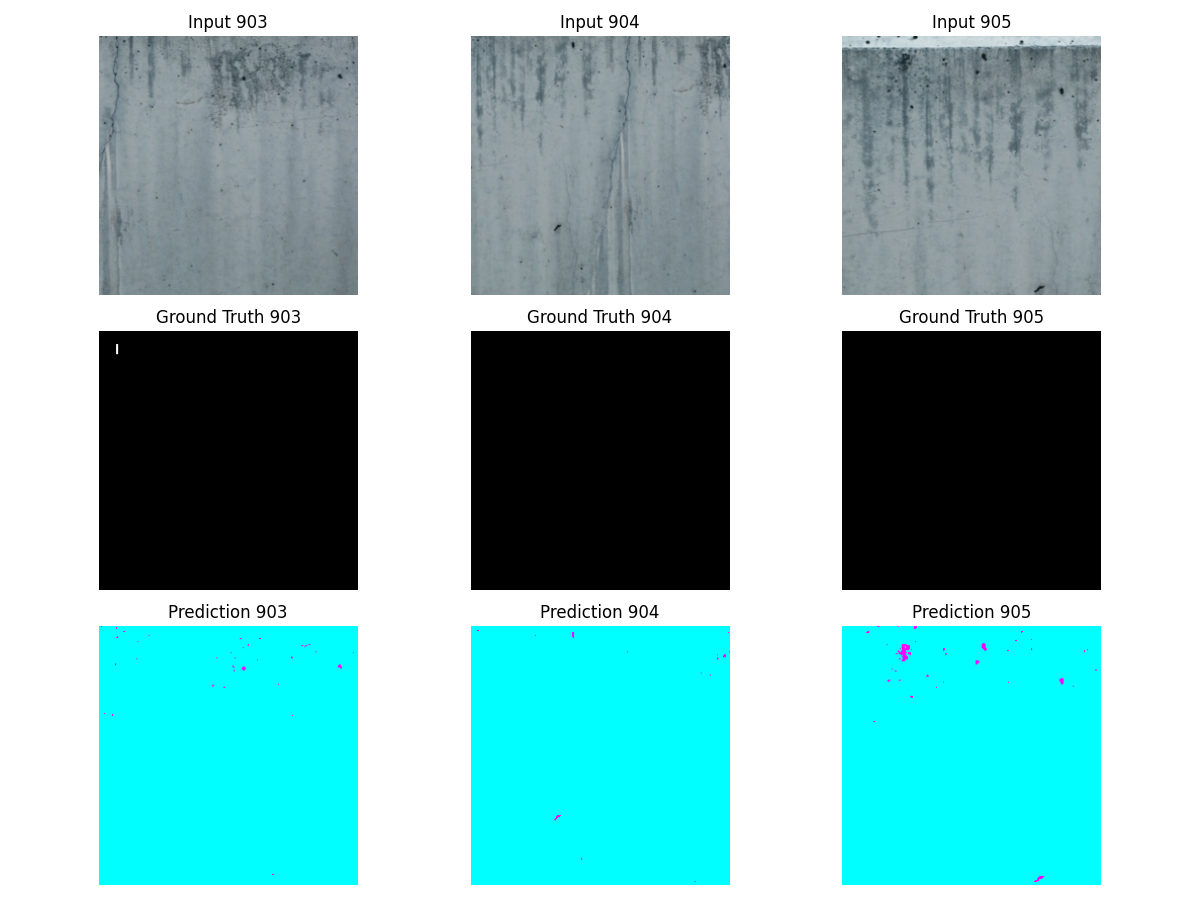 Input 903
Input 904
Input 905
Ground Truth 903
Ground Truth 904
Ground Truth 905
Prediction 903
Prediction 904
Prediction 905